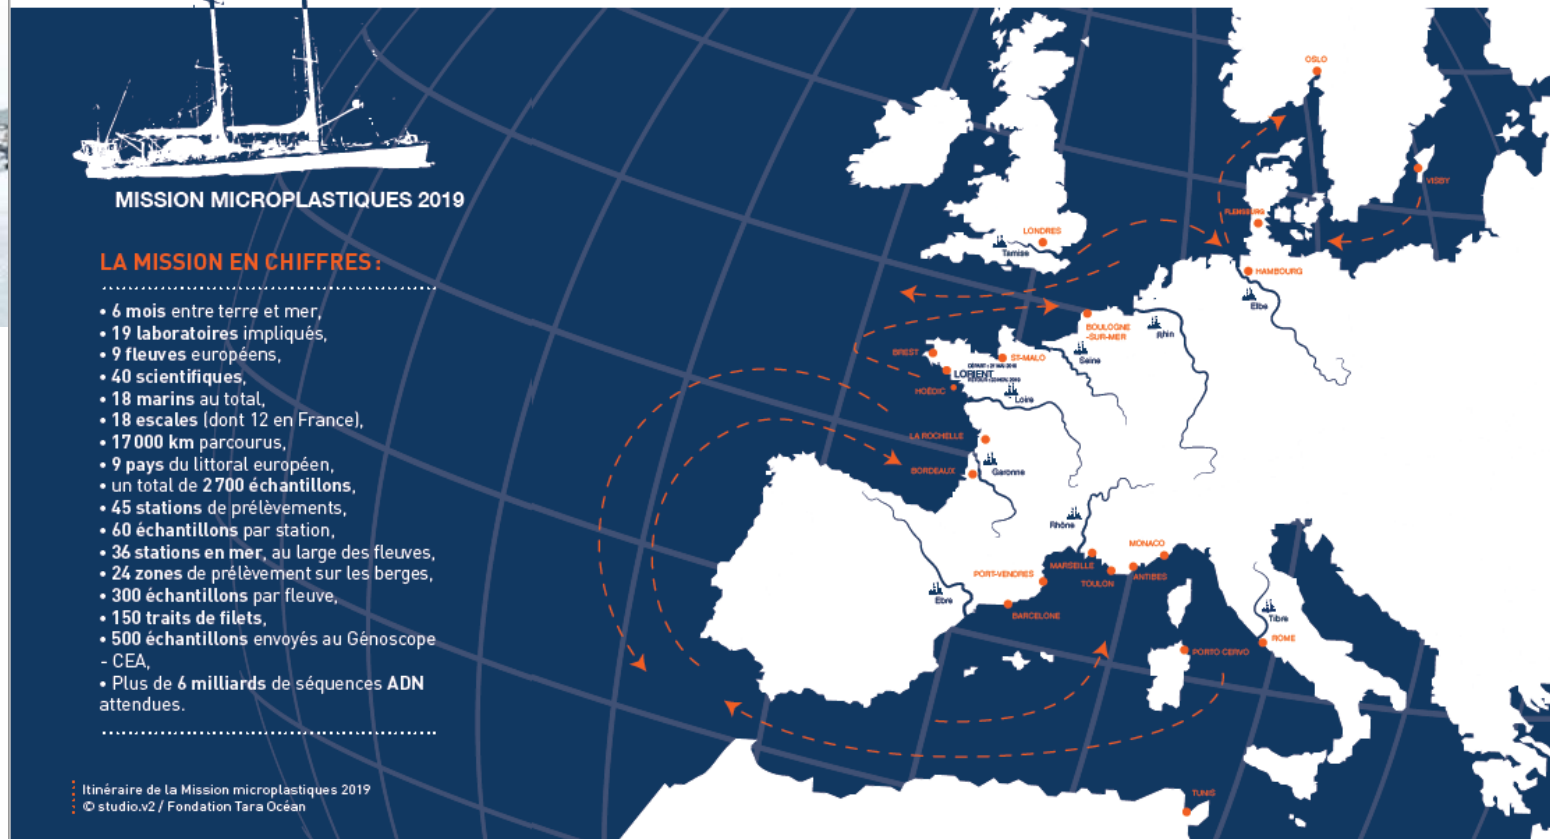 MISSION MICROPLASTIQUES 2019
LA MISSION EN CHIFFRES :
• 6 mois entre terre et mer,
• 19 laboratoires impliqués,
• 9 fleuves européens,
• 40 scientifiques,
• 18 marins au total,
• 18 escales (dont 12 en France),
• 17 000 km parcourus,
• 9 pays du littoral européen,
• un total de 2 700 échantillons,
• 45 stations de prélèvements,
• 60 échantillons par station,
• 36 stations en mer, au large des fleuves,
• 24 zones de prélèvement sur les berges,
• 300 échantillons par fleuve,
• 150 traits de filets,
• 500 échantillons envoyés au Génoscope
- CEA,
• Plus de 6 milliards de séquences ADN
attendues.
Itinéraire de la Mission microplastiques 2019
© studio.v2 / Fondation Tara Océan
OSLO
VISBY
FLENSBURG
LONDRES
Tamise
HAMBOURG
Elbe
BOULOGNE
-SUR-MER
Rhin
Seine
BREST
ST-MALO
LORIENT
HOËDIC
Loire
LA ROCHELLE
BORDEAUX
Garonne
Rhône
MONACO
MARSEILLE
TOULON
ANTIBES
PORT-VENDRES
BARCELONE
Ebre
Tibre
ROME
PORTO CERVO
TUNIS